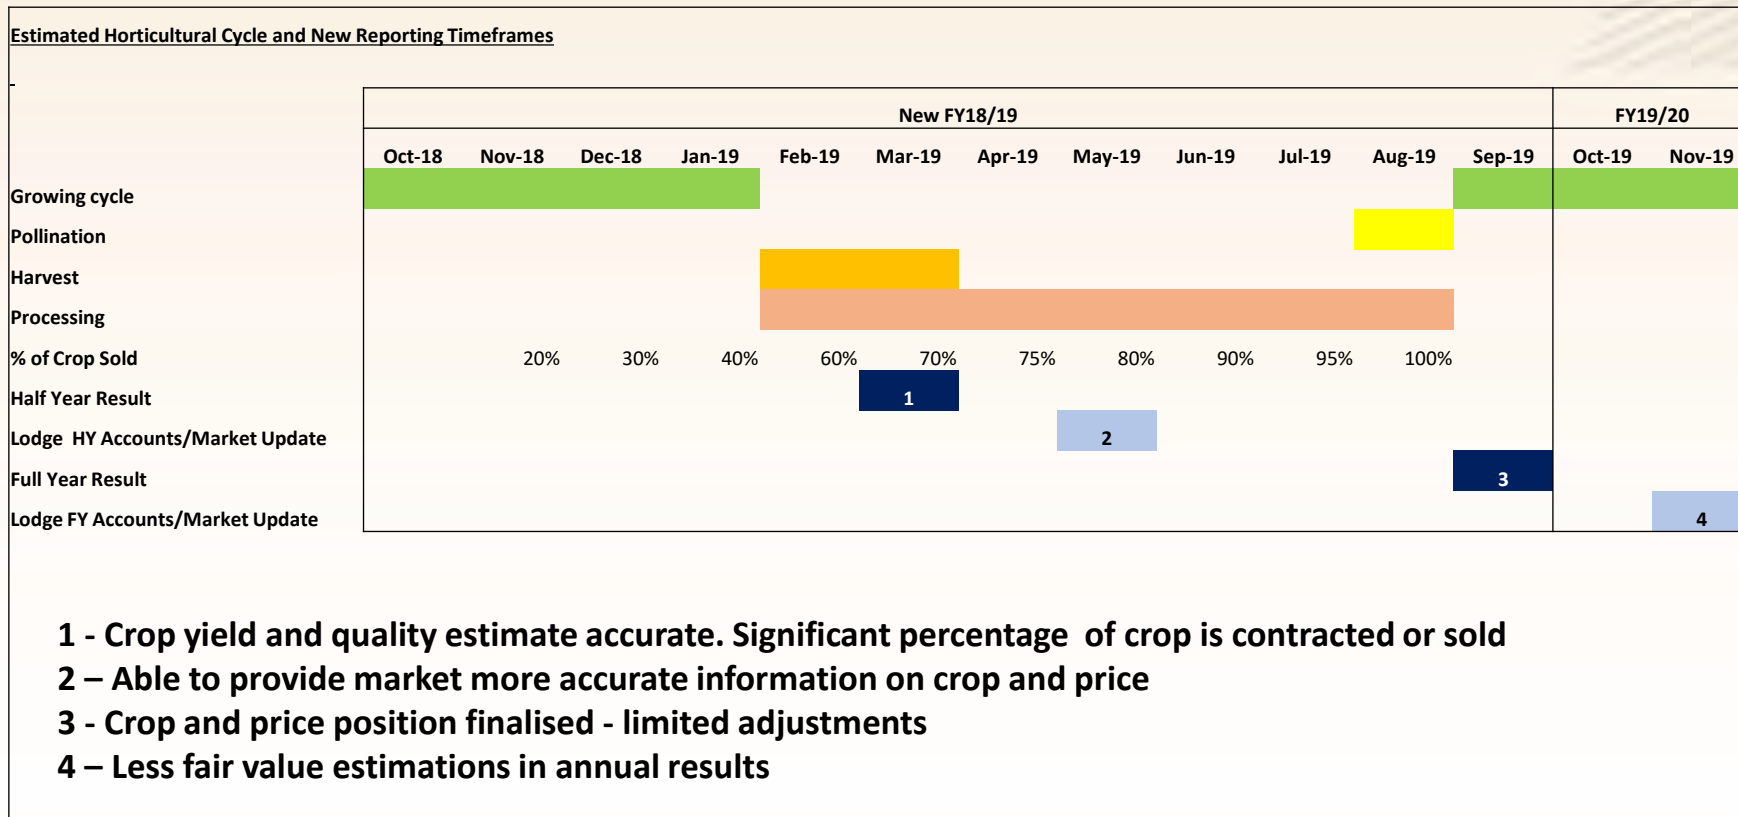 Estimated Horticultural Cycle and New Reporting Timeframes
-
New FY18/19 FY19/20
Oct-18 Nov-18 Dec-18 Jan-19 Feb-19 Mar-19 Apr-19 May-19 Jun-19 Jul-19 Aug-19 Sep-19 Oct-19 Nov-19
Growing cycle
Pollination
Harvest
Processing
% of Crop Sold 20% 30% 40% 60% 70% 75% 80% 90% 95% 100%
Half Year Result 1
Lodge HY Accounts/Market Update 2
Full Year Result 3
Lodge FY Accounts/Market Update 4
1 - Crop yield and quality estimate accurate. Significant percentage of crop is contracted or sold
2 – Able to provide market more accurate information on crop and price
3 - Crop and price position finalised - limited adjustments
4 – Less fair value estimations in annual results